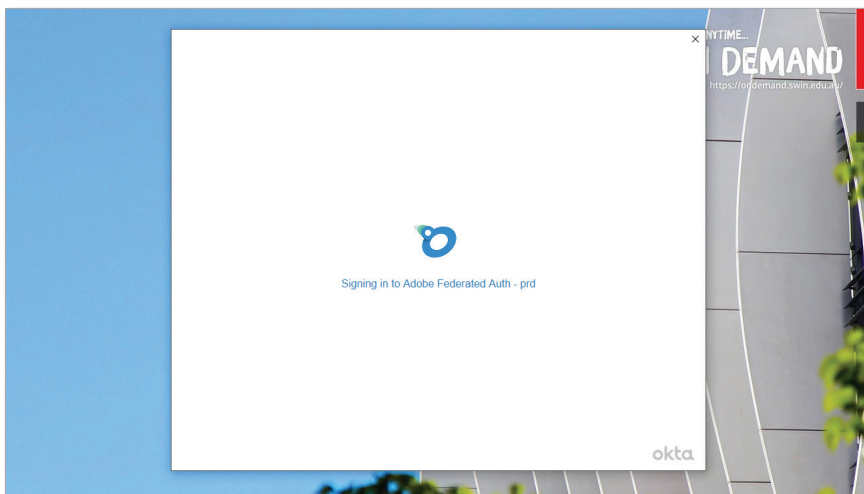 NYTiME...
DEMAND
https://ondemand.swin.edu.au/
Signing in to Adobe Federated Auth - prd
okta